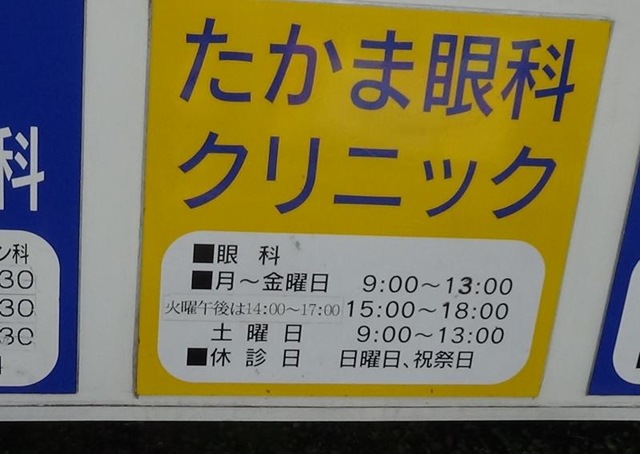 たかま眼科
クリニック
■眼 科
■月～金曜日 9:00～13:00
火曜午後は14:00～17:00 15:00～18:00
土曜日 9:00～13:00
■休診日 日曜日、祝祭日
科
ン科
30
30
30